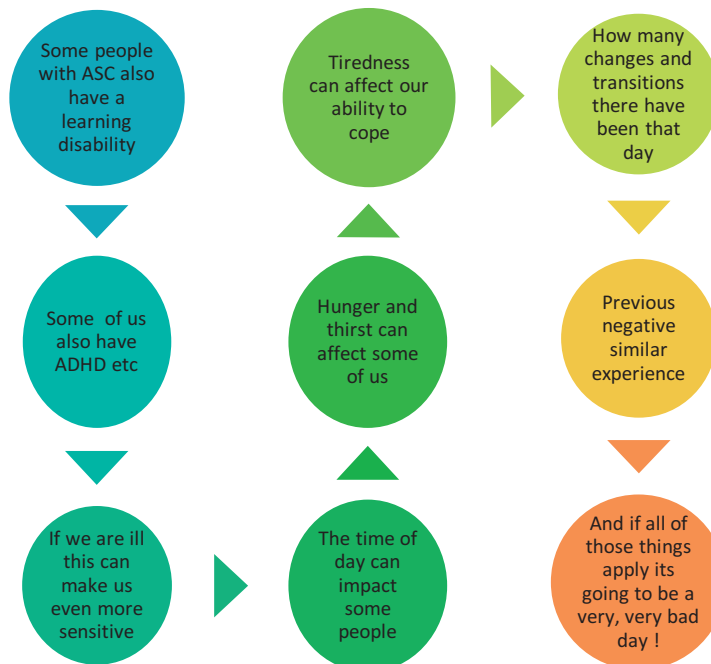 Some people
with ASC also
have a
learning
disability
Some of us
also have
ADHD etc
If we are ill
this can
make us
even more
sensitive
The time of
day can
impact
some
people
Hunger and
thirst can
affect some
of us
Tiredness
can affect our
ability to
cope
How many
changes and
transitions
there have
been that
day
Previous
negative
similar
experience
And if all of
those things
apply its
going to be a
very, very bad
day !